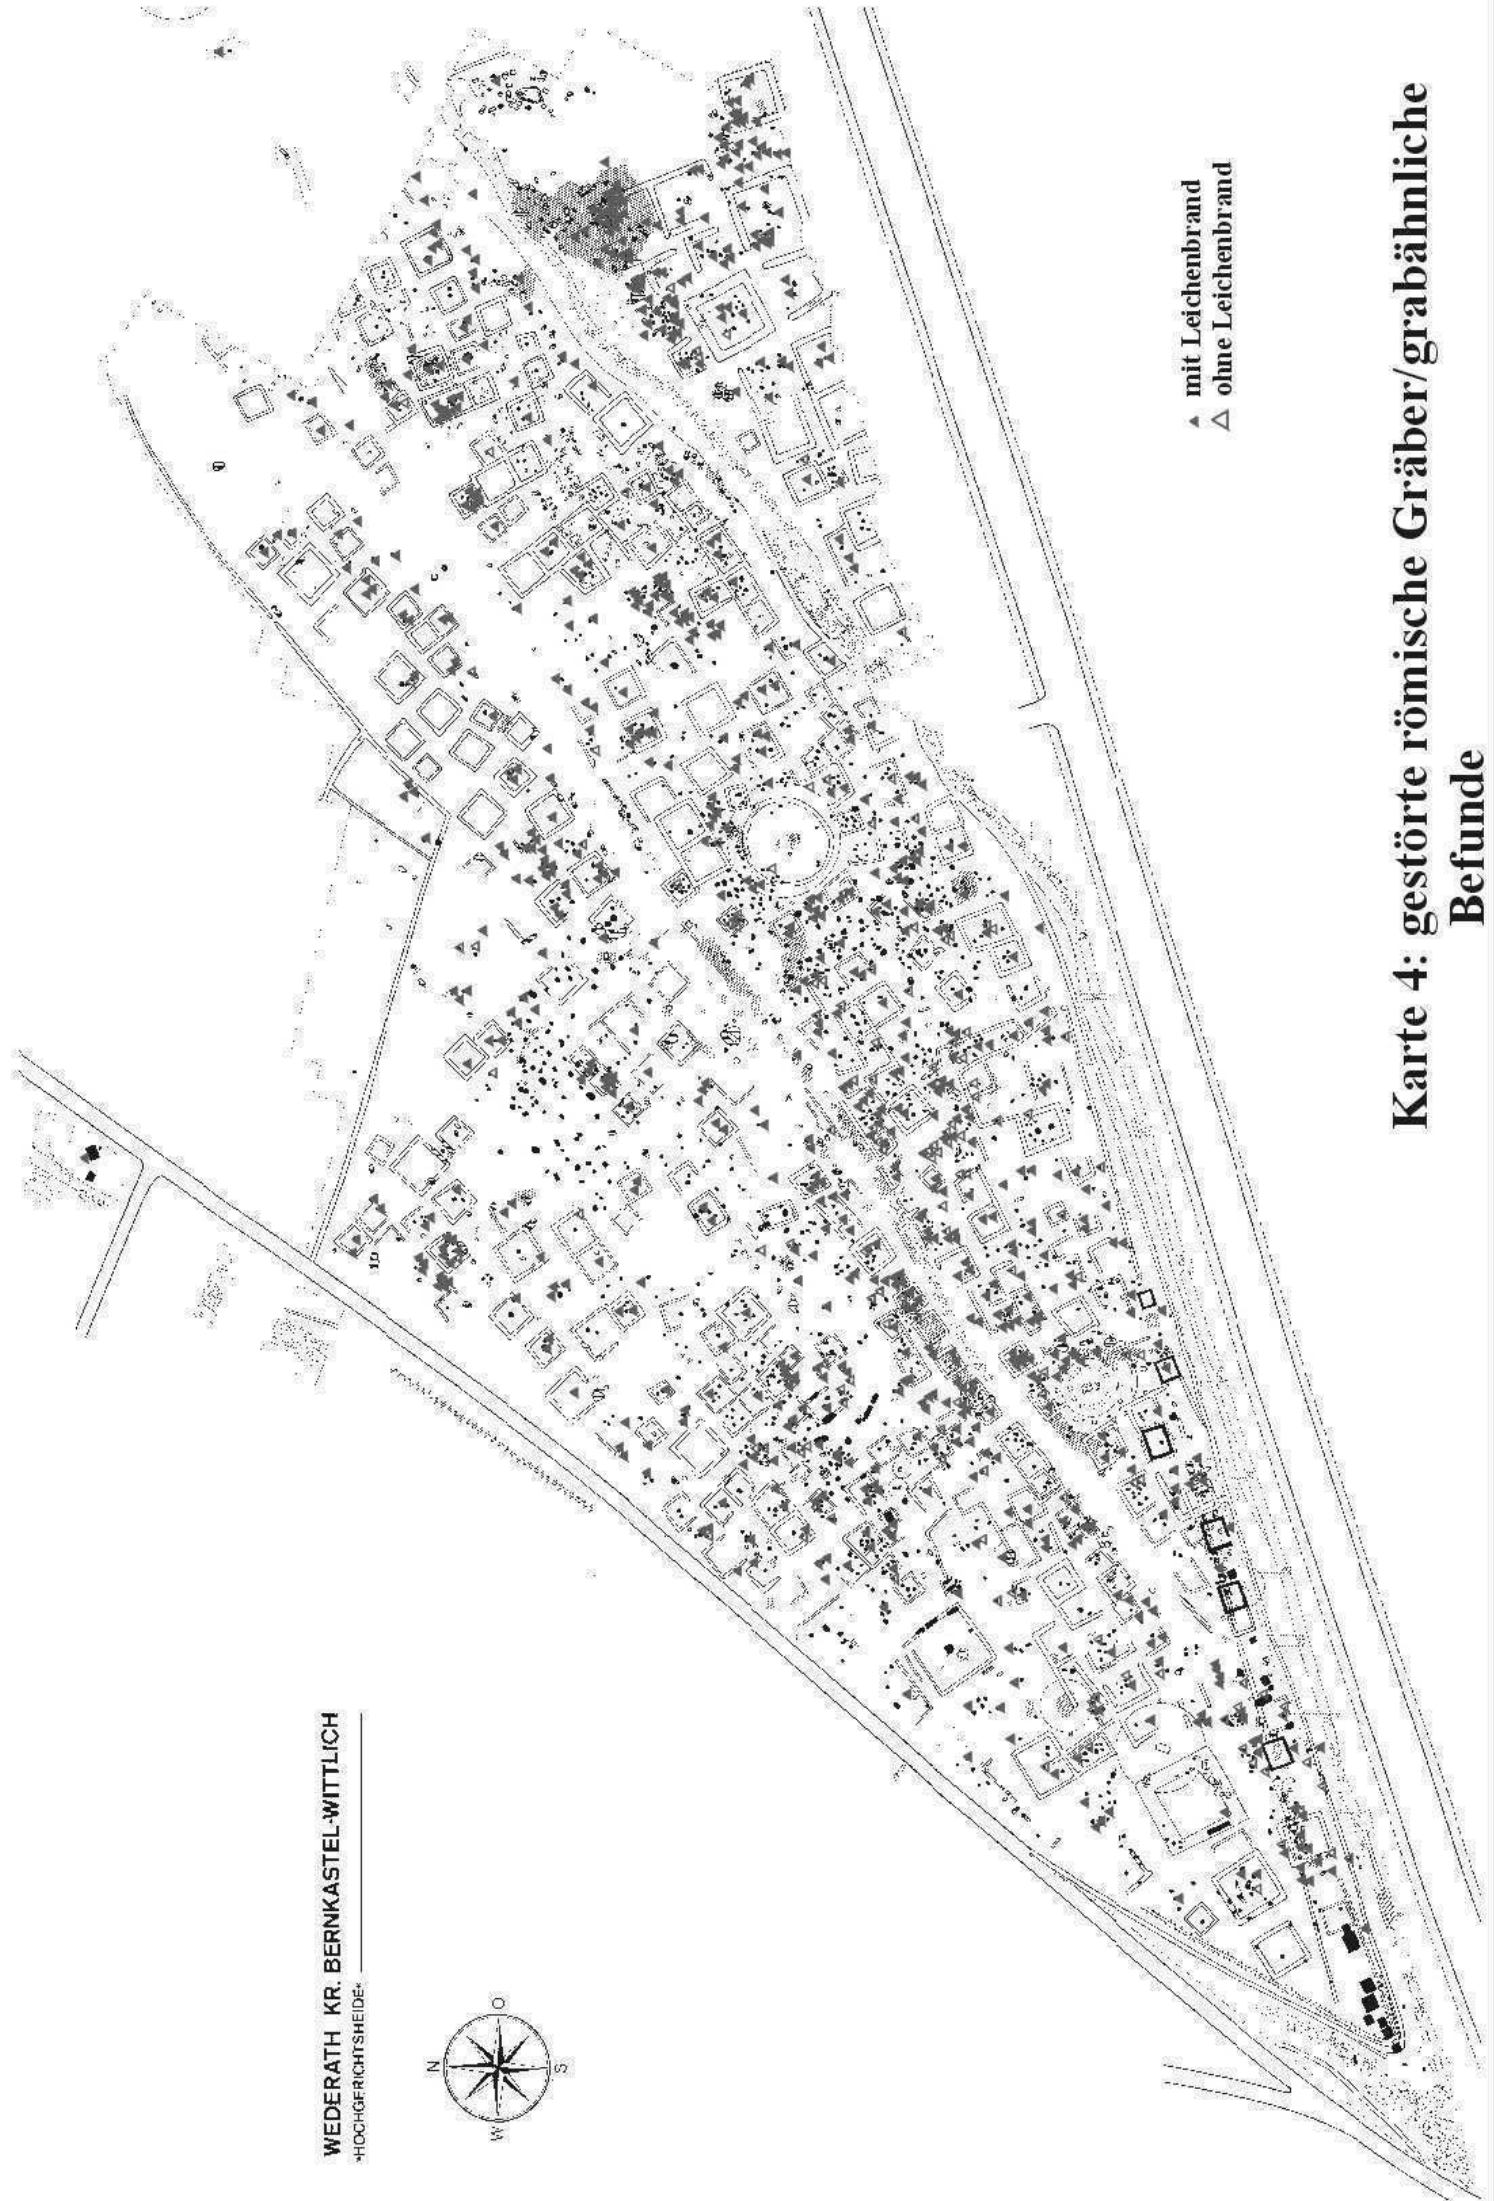 WEDERATH KR. BERNKASTEL-WITTLICH
»HOCHGERICHTSHEIDE«
N
W
O
S
mit Leichenbrand
ohne Leichenbrand
Karte 4: gestörte römische Gräber/grabähnliche
Befunde